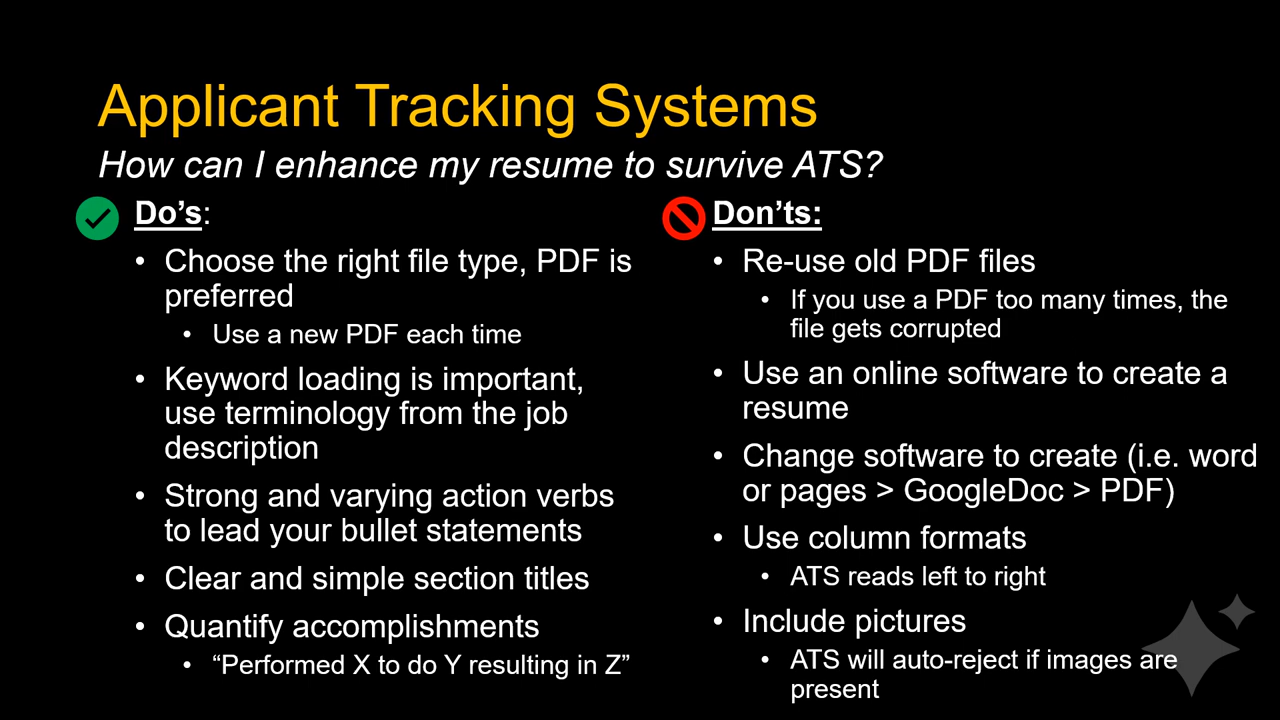 Applicant Tracking Systems
How can I enhance my resume to survive ATS?
Do’s:
• Choose the right file type, PDF is
preferred
• Use a new PDF each time
• Keyword loading is important,
use terminology from the job
description
• Strong and varying action verbs
to lead your bullet statements
• Clear and simple section titles
• Quantify accomplishments
• “Performed X to do Y resulting in Z”
Don’ts:
• Re-use old PDF files
• If you use a PDF too many times, the
file gets corrupted
• Use an online software to create a
resume
• Change software to create (i.e. word
or pages > GoogleDoc > PDF)
• Use column formats
• ATS reads left to right
• Include pictures
• ATS will auto-reject if images are
present